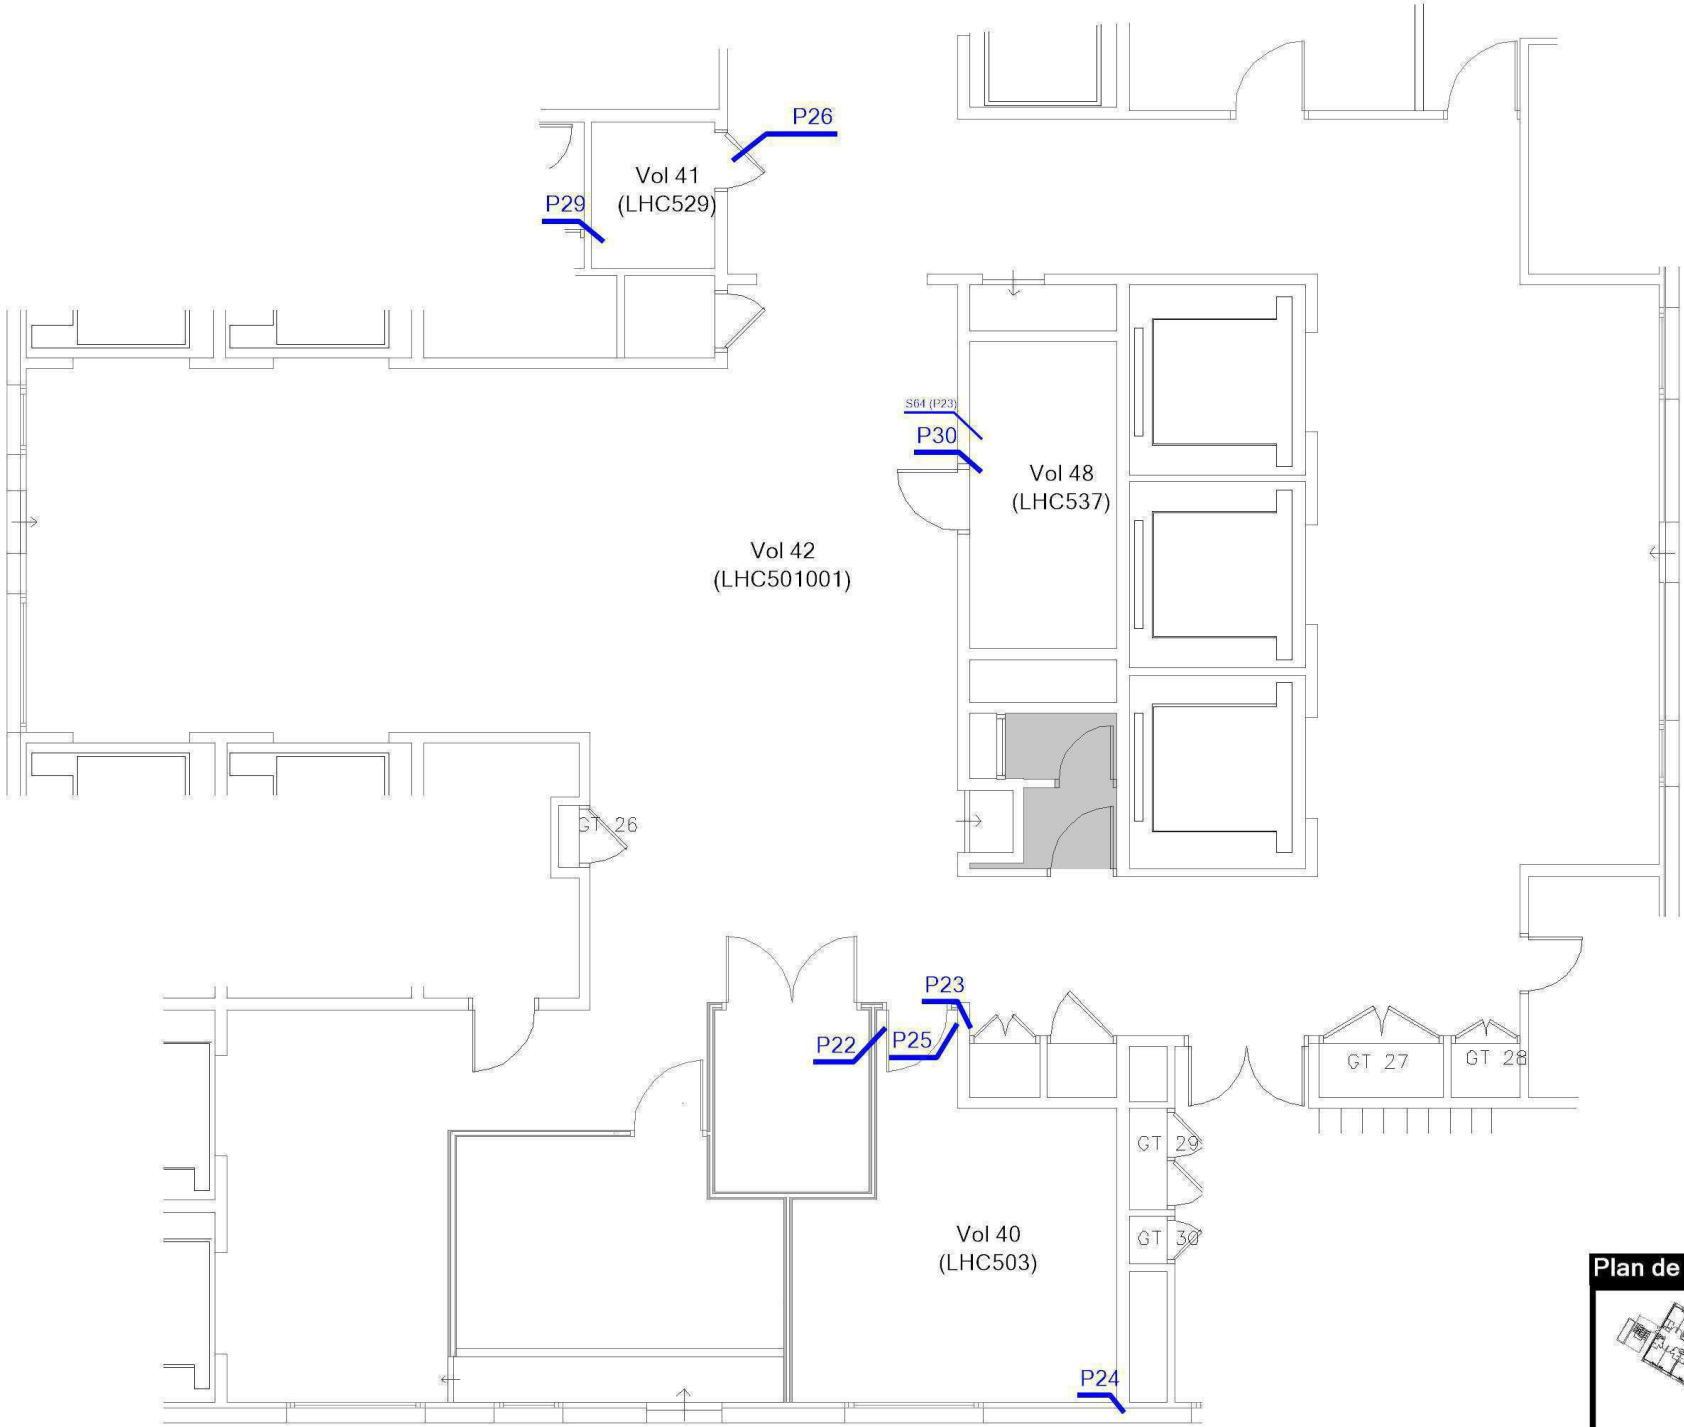 P26
Vol 41
(LHC529)
P29
S64 (P23)
P30
Vol 48
(LHC537)
Vol 42
(LHC501001)
GT 26
P23
P22
P25
GT 27
GT 28
GT 29
Vol 40
(LHC503)
GT 30
Plan de
P24